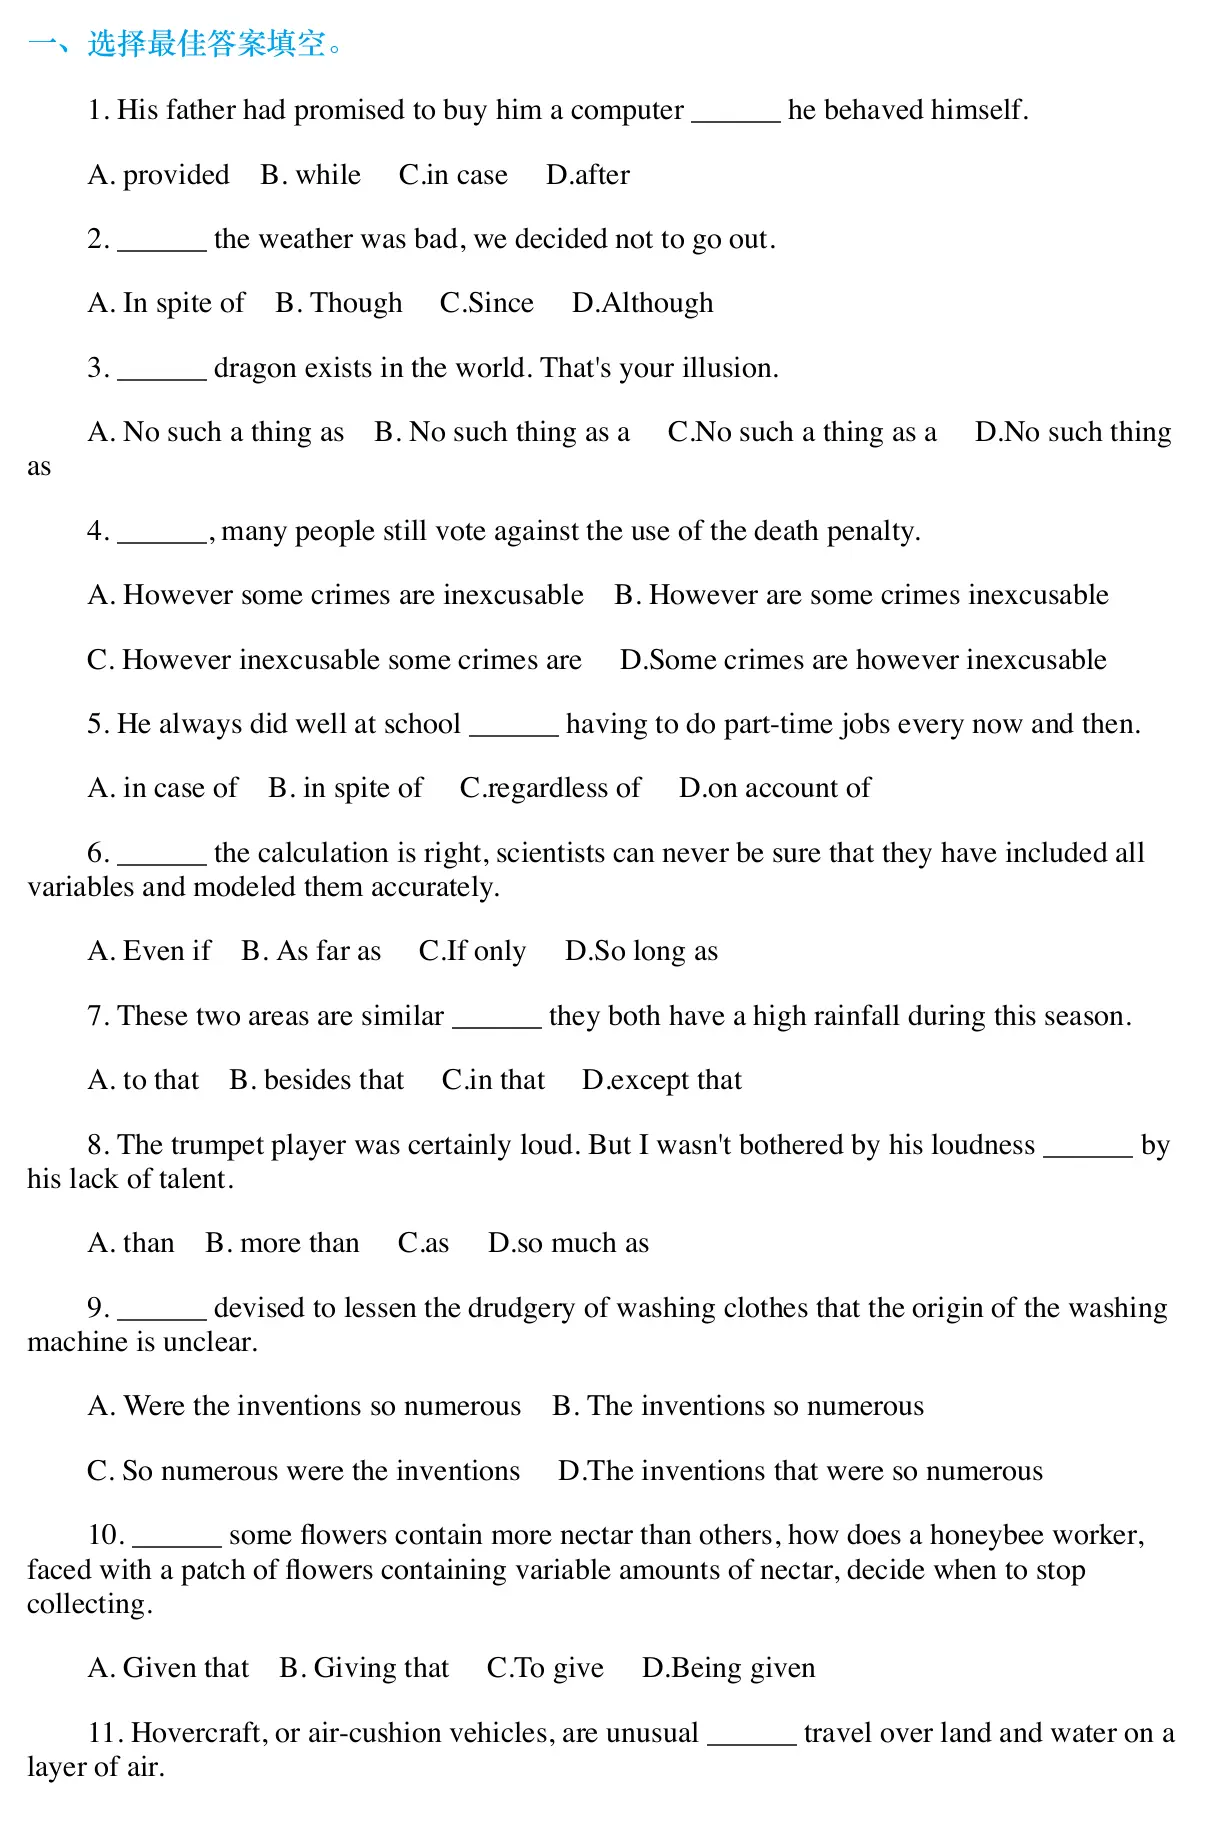 一、选择最佳答案填空。
1. His father had promised to buy him a computer ______ he behaved himself.
A. provided B. while C.in case D.after
2. ______ the weather was bad, we decided not to go out.
A. In spite of B. Though C.Since D.Although
3. ______ dragon exists in the world. That's your illusion.
A. No such a thing as B. No such thing as a C.No such a thing as a D.No such thing
as
4. ______, many people still vote against the use of the death penalty.
A. However some crimes are inexcusable B. However are some crimes inexcusable
C. However inexcusable some crimes are D.Some crimes are however inexcusable
5. He always did well at school ______ having to do part-time jobs every now and then.
A. in case of B. in spite of C.regardless of D.on account of
6. ______ the calculation is right, scientists can never be sure that they have included all
variables and modeled them accurately.
A. Even if B. As far as C.If only D.So long as
7. These two areas are similar ______ they both have a high rainfall during this season.
A. to that B. besides that C.in that D.except that
8. The trumpet player was certainly loud. But I wasn't bothered by his loudness ______ by
his lack of talent.
A. than B. more than C.as D.so much as
9. ______ devised to lessen the drudgery of washing clothes that the origin of the washing
machine is unclear.
A. Were the inventions so numerous B. The inventions so numerous
C. So numerous were the inventions D.The inventions that were so numerous
10. ______ some flowers contain more nectar than others, how does a honeybee worker,
faced with a patch of flowers containing variable amounts of nectar, decide when to stop
collecting.
A. Given that B. Giving that C.To give D.Being given
11. Hovercraft, or air-cushion vehicles, are unusual ______ travel over land and water on a
layer of air.